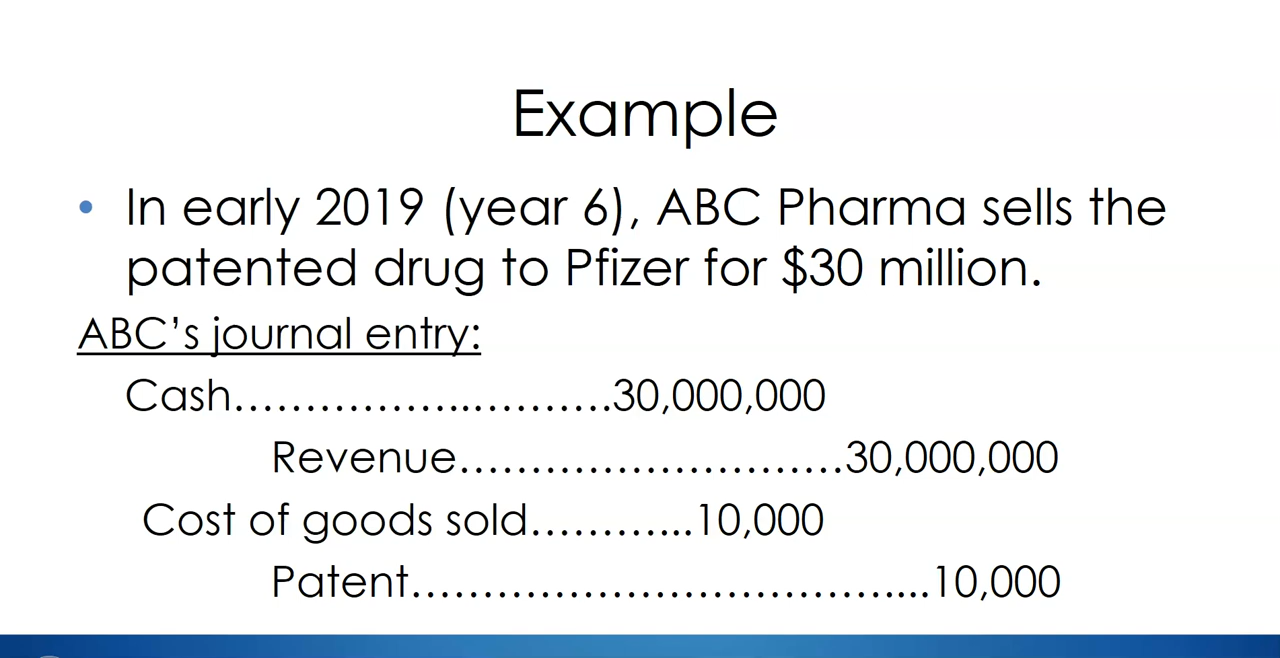 Example
• In early 2019 (year 6), ABC Pharma sells the
patented drug to Pfizer for $30 million.
ABC’s journal entry:
Cash……………..……….30,000,000
Revenue………………………30,000,000
Cost of goods sold………...10,000
Patent……………………………...10,000